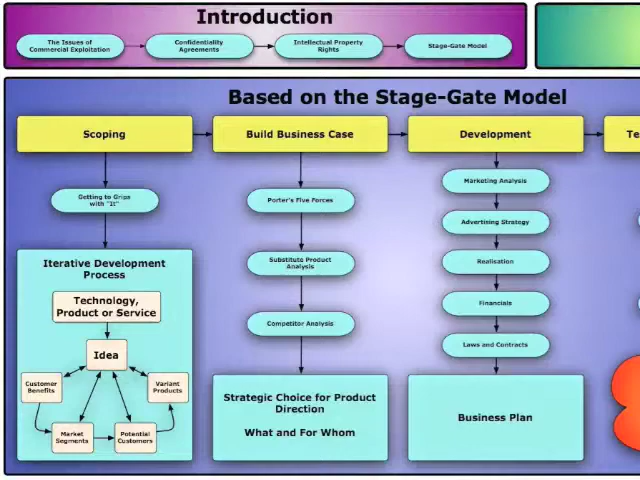 Introduction
The Issues of
Commercial Exploitation
Confidentiality
Agreements
Intellectual Property
Rights
Stage-Gate Model
Based on the Stage-Gate Model
Scoping
Build Business Case
Development
Te
Getting to Grips
with "It"
Iterative Development
Process
Technology,
Product or Service
Idea
Customer
Benefits
Variant
Products
Market
Segments
Potential
Customers
Porter's Five Forces
Substitute Product
Analysis
Competitor Analysis
Strategic Choice for Product
Direction
What and For Whom
Marketing Analysis
Advertising Strategy
Realisation
Financials
Laws and Contracts
Business Plan